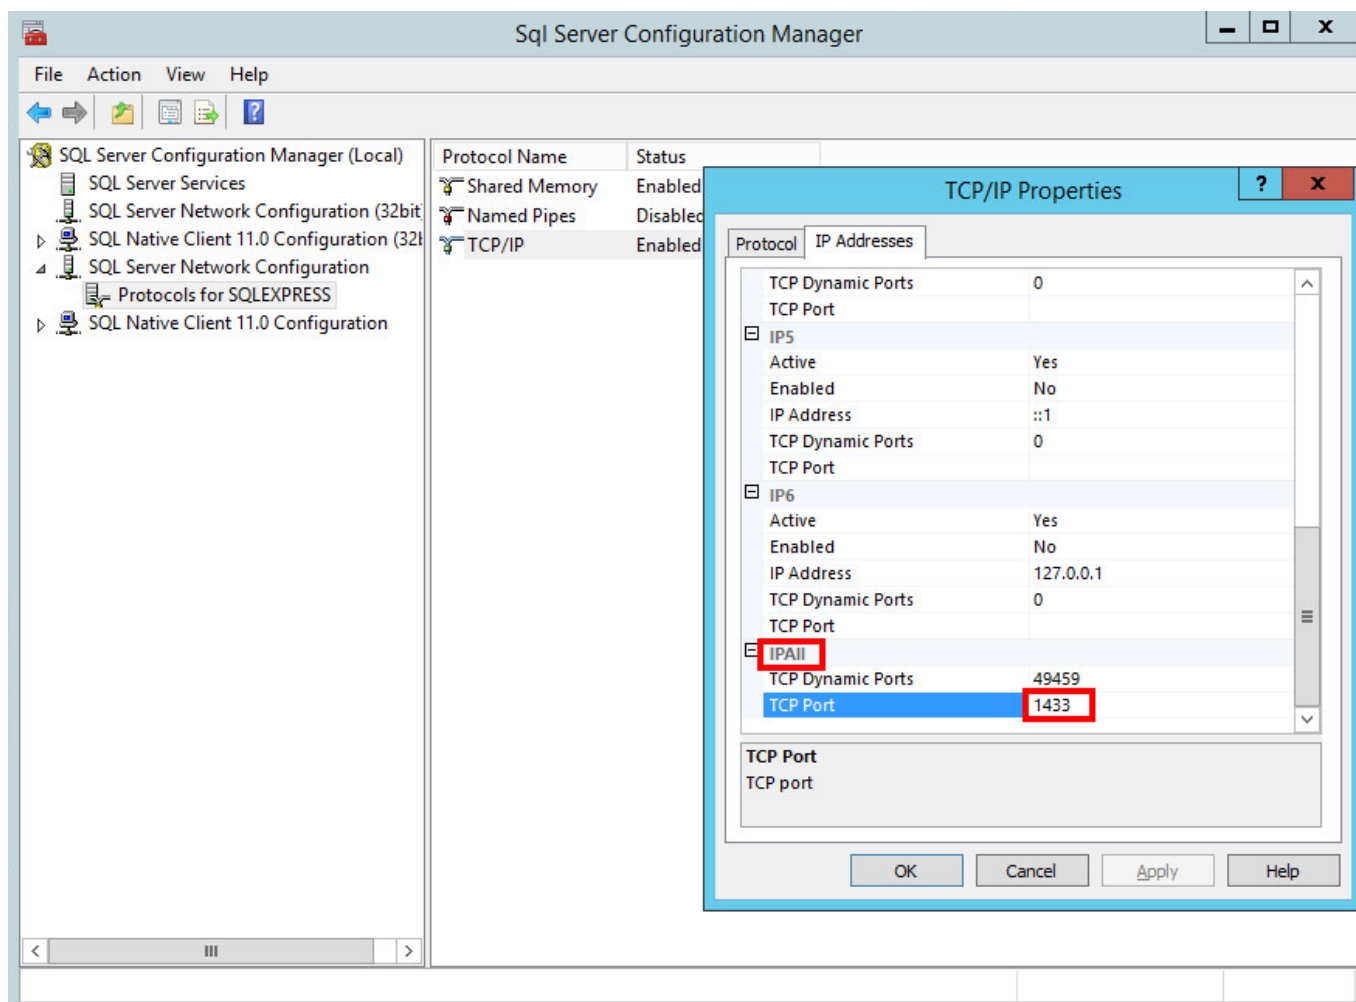 Sql Server Configuration Manager
File Action View Help
SQL Server Configuration Manager (Local)
SQL Server Services
SQL Server Network Configuration (32bit
SQL Native Client 11.0 Configuration (32b
SQL Server Network Configuration
Protocols for SQLEXPRESS
SQL Native Client 11.0 Configuration
Protocol Name Status
Shared Memory Enabled
Named Pipes Disabled
TCP/IP Enabled
TCP/IP Properties
Protocol IP Addresses
TCP Dynamic Ports 0
TCP Port
IP5
Active Yes
Enabled No
IP Address ::1
TCP Dynamic Ports 0
TCP Port
IP6
Active Yes
Enabled No
IP Address 127.0.0.1
TCP Dynamic Ports 0
TCP Port
IPAll
TCP Dynamic Ports 49459
TCP Port 1433
TCP Port
TCP port
OK Cancel Apply Help